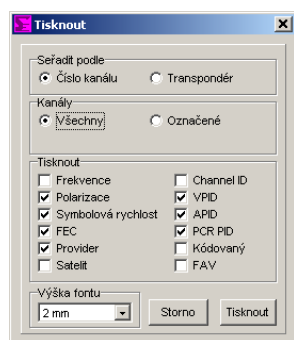 Tisknout
Seřadit podle
Číslo kanálu Transpondér
Kanály
Všechny Označené
Tisknout
Frekvence Channel ID
Polarizace VPID
Symbolová rychlost APID
FEC PCR PID
Provider Kódovaný
Satelit FAV
Výška fontu
2 mm Storno Tisknout